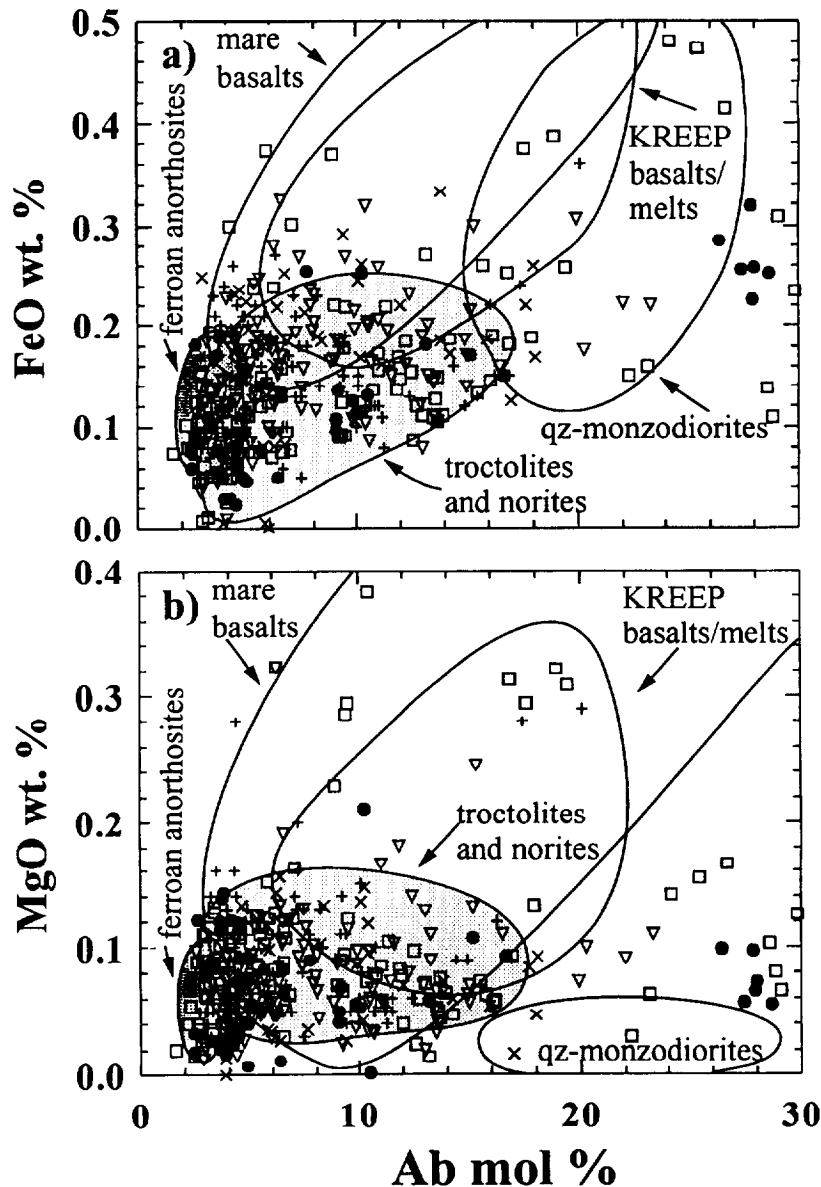 a)
mare
basalts
ferroan anorthosites
KREEP
basalts/
melts
qz-monzodiorites
troctolites
and norites
FeO wt. %
0.5
0.4
0.3
0.2
0.1
0.0
b)
mare
basalts
KREEP
basalts/melts
ferroan anorthosites
troctolites
and norites
qz-monzodiorites
MgO wt. %
0.4
0.3
0.2
0.1
0.0
0 10 20 30
Ab mol %